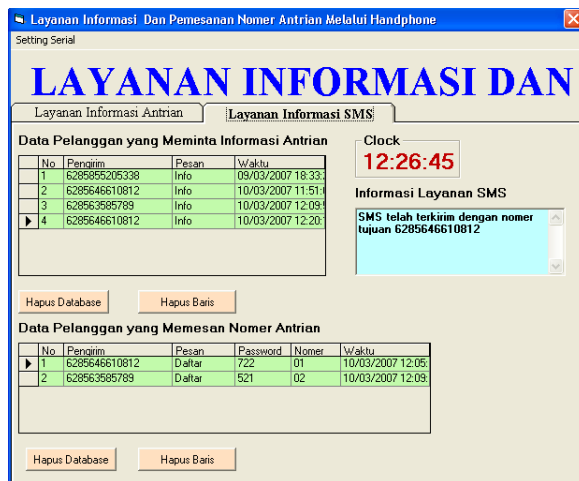 Layanan Informasi Dan Pemesanan Nomer Antrian Melalui Handphone
Setting Serial
LAYANAN INFORMASI DAN
Layanan Informasi Antrian
Layanan Informasi SMS
Data Pelanggan yang Meminta Informasi Antrian
No Pengirim Pesan Waktu
1 6285855205338 Info 09/03/2007 18:33:
2 6285646610812 Info 10/03/2007 11:51:
3 628563585789 Info 10/03/2007 12:09:
4 6285646610812 Info 10/03/2007 12:20:
Clock
12:26:45
Informasi Layanan SMS
SMS telah terkirim dengan nomer
tujuan 6285646610812
Hapus Database
Hapus Baris
Data Pelanggan yang Memesan Nomer Antrian
No Pengirim Pesan Password Nomer Waktu
1 6285646610812 Daftar 722 01 10/03/2007 12:05:
2 628563585789 Daftar 521 02 10/03/2007 12:09:
Hapus Database
Hapus Baris